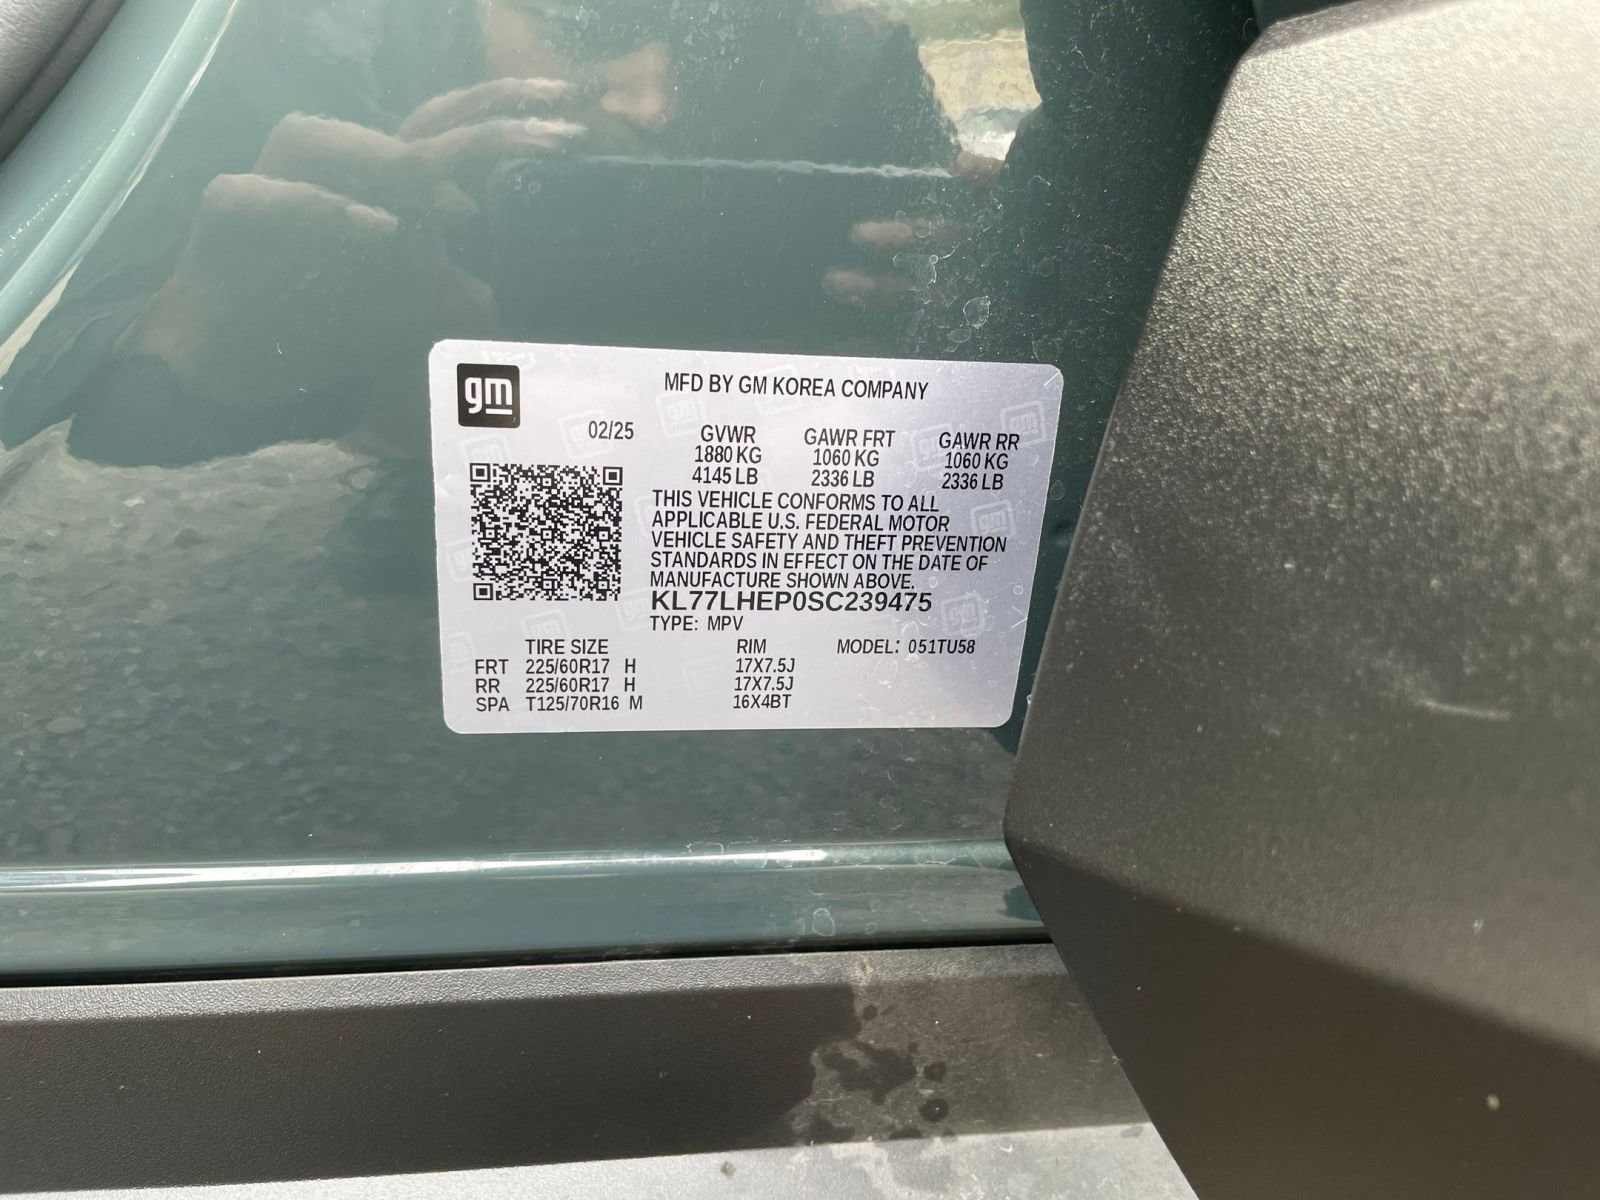 gm
MFD BY GM KOREA COMPANY
02/25
GVWR GAWR FRT GAWR RR
1880 KG 1060 KG 1060 KG
4145 LB 2336 LB 2336 LB
THIS VEHICLE CONFORMS TO ALL
APPLICABLE U.S. FEDERAL MOTOR
VEHICLE SAFETY AND THEFT PREVENTION
STANDARDS IN EFFECT ON THE DATE OF
MANUFACTURE SHOWN ABOVE.
KL77LHEP0SC239475
TYPE: MPV
TIRE SIZE RIM MODEL: 051TU58
FRT 225/60R17 H 17X7.5J
RR 225/60R17 H 17X7.5J
SPA T125/70R16 M 16X4BT